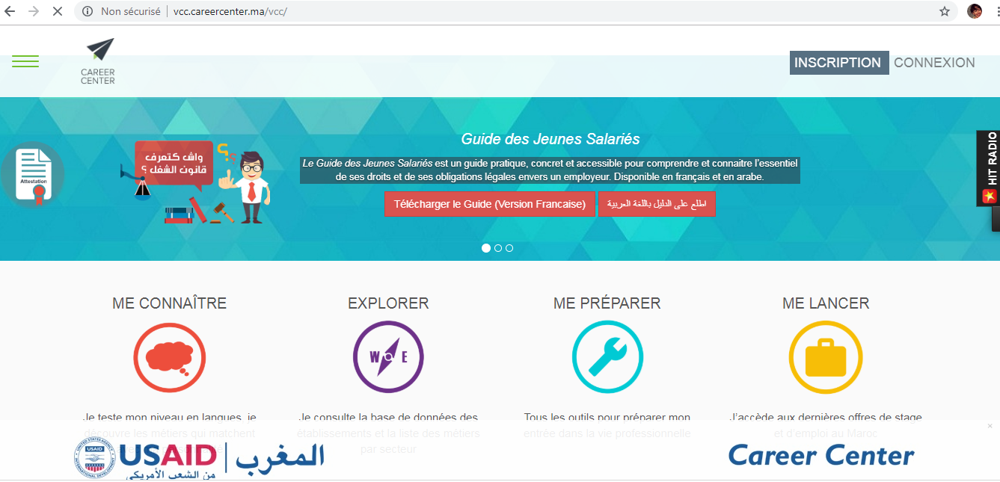 Non sécurisé | vcc.careercenter.ma/vcc/
CAREER
CENTER
INSCRIPTION CONNEXION
Attestation
واش كتعرف
قانون الشغل ؟
Guide des Jeunes Salariés
Le Guide des Jeunes Salariés est un guide pratique, concret et accessible pour comprendre et connaitre l'essentiel
de ses droits et de ses obligations légales envers un employeur. Disponible en français et en arabe.
Télécharger le Guide (Version Francaise)
اطلع على الدليل باللغة العربية
HIT RADIO
ME CONNAÎTRE
EXPLORER
ME PRÉPARER
ME LANCER
W E
Je teste mon niveau en langues, je
découvre les métiers qui matchent
Je consulte la base de données des
établissements et la liste des métiers
par secteur
Tous les outils pour préparer mon
entrée dans la vie professionnelle
J'accède aux dernières offres de stage
et d'emploi au Maroc
USAID
USAID | المغرب
من الشعب الأمريكي
Career Center